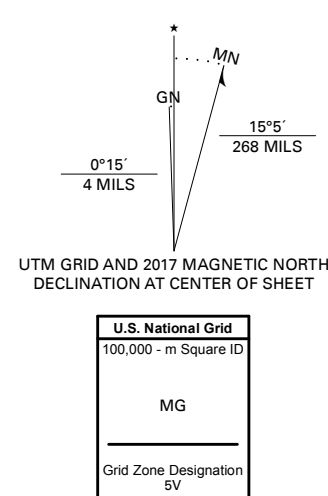 ★
MN
GN
15°5´
268 MILS
0°15´
4 MILS
UTM GRID AND 2017 MAGNETIC NORTH
DECLINATION AT CENTER OF SHEET
U.S. National Grid
100,000 - m Square ID
MG
Grid Zone Designation
5V